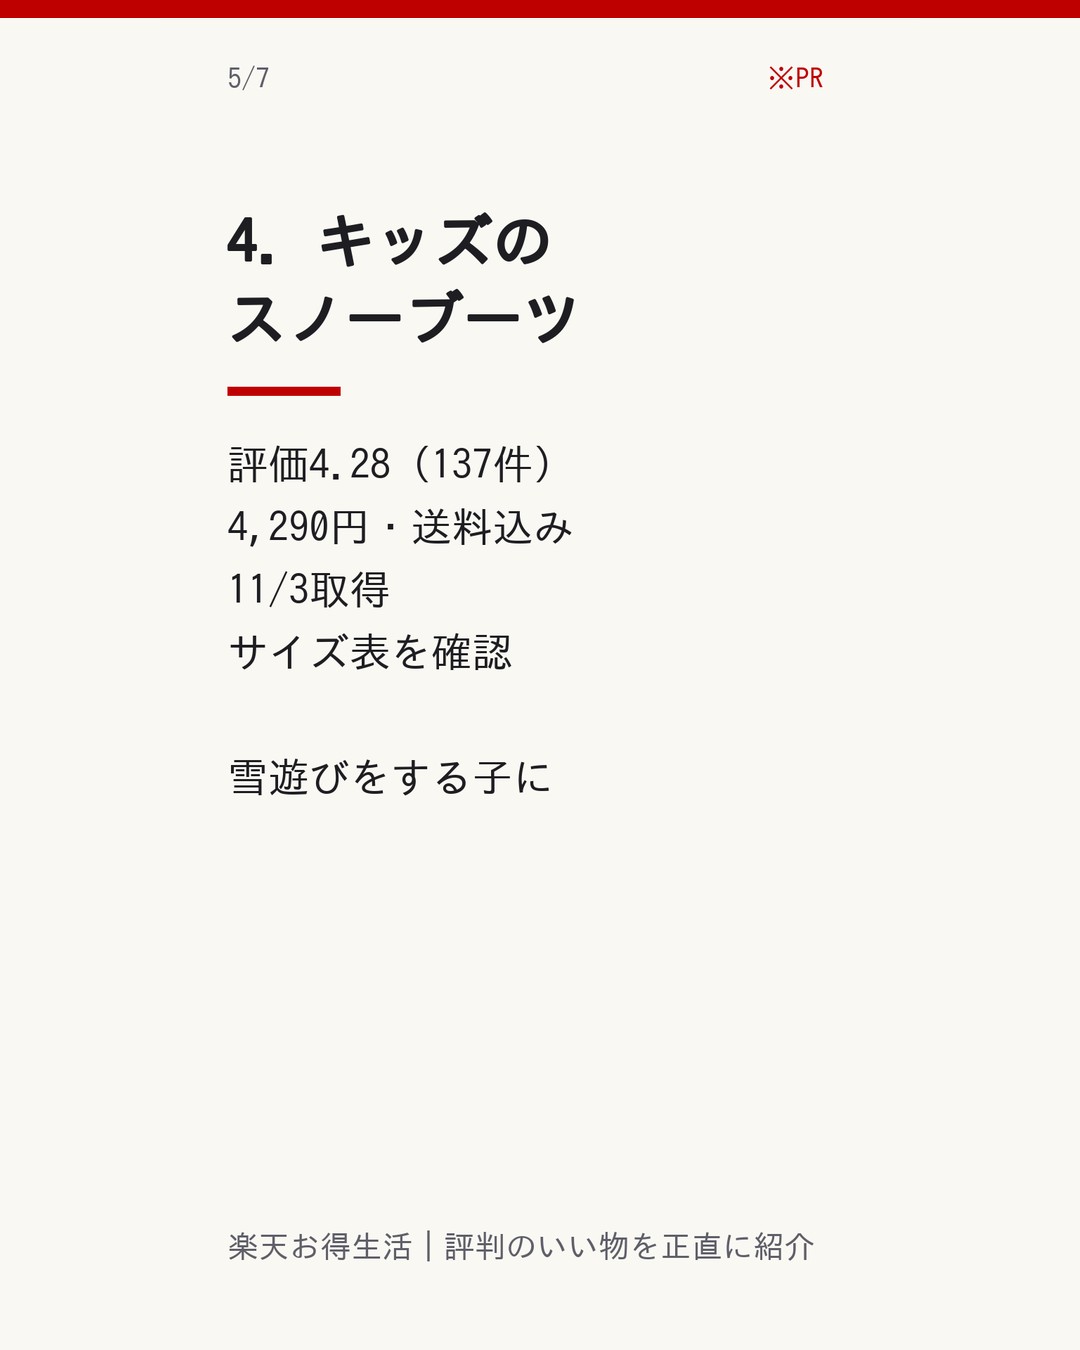 5/7
※PR
4. キッズの
スノーブーツ
評価4.28（137件）
4,290円・送料込み
11/3取得
サイズ表を確認
雪遊びをする子に
楽天お得生活｜評判のいい物を正直に紹介